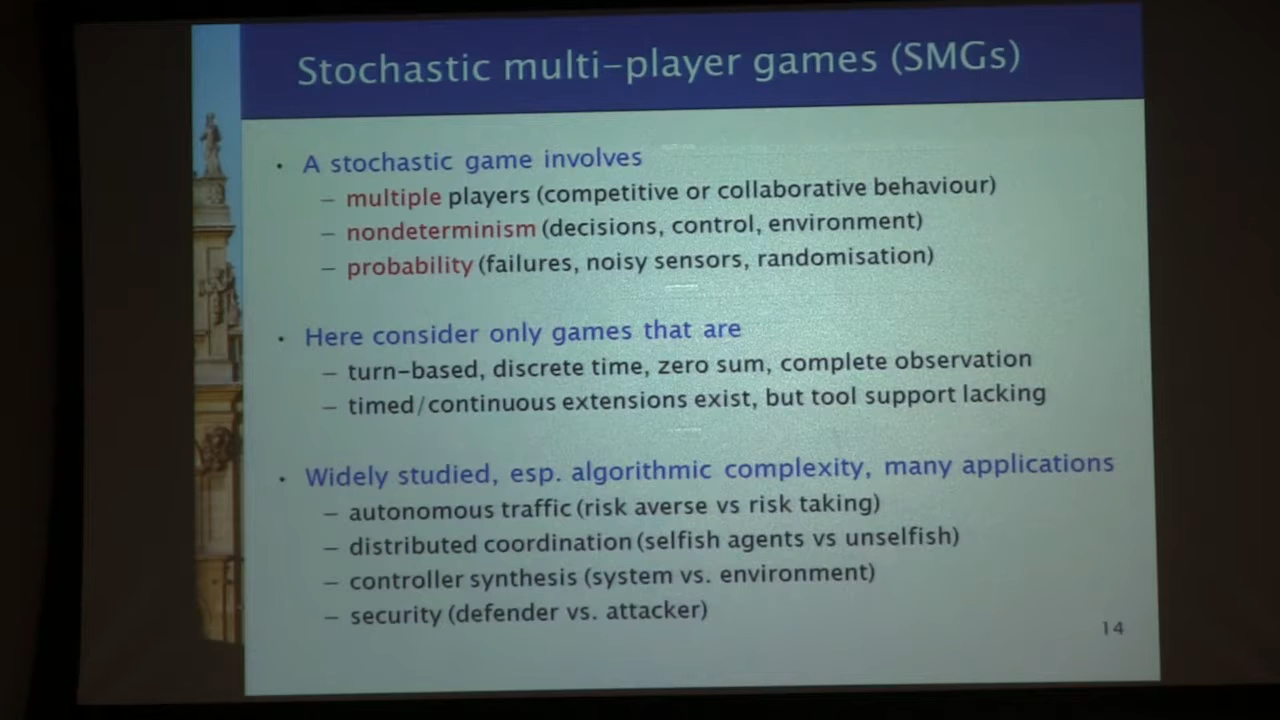 Stochastic multi-player games (SMGs)
• A stochastic game involves
– multiple players (competitive or collaborative behaviour)
– nondeterminism (decisions, control, environment)
– probability (failures, noisy sensors, randomisation)
• Here consider only games that are
– turn-based, discrete time, zero sum, complete observation
– timed/continuous extensions exist, but tool support lacking
• Widely studied, esp. algorithmic complexity, many applications
– autonomous traffic (risk averse vs risk taking)
– distributed coordination (selfish agents vs unselfish)
– controller synthesis (system vs. environment)
– security (defender vs. attacker)
14